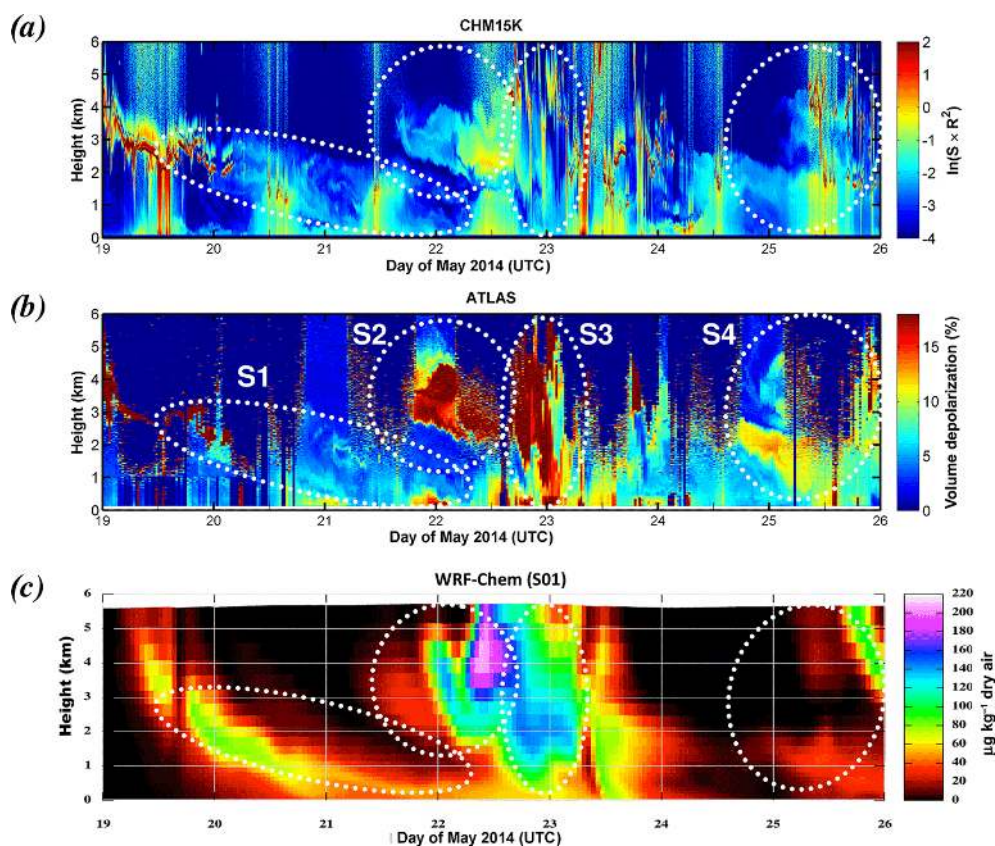 (a)
CHM15K
Height (km)
6
5
4
3
2
1
0
19 20 21 22 23 24 25 26
Day of May 2014 (UTC)
2
1
0
-1
-2
-3
-4
ln(S × R²)
(b)
ATLAS
Height (km)
6
5
4
3
2
1
0
S1
S2
S3
S4
19 20 21 22 23 24 25 26
Day of May 2014 (UTC)
15
10
5
0
Volume depolarization (%)
(c)
WRF-Chem (S01)
Height (km)
6
5
4
3
2
1
0
19 20 21 22 23 24 25 26
Day of May 2014 (UTC)
220
200
180
160
140
120
100
80
60
40
20
0
µg kg⁻¹ dry air